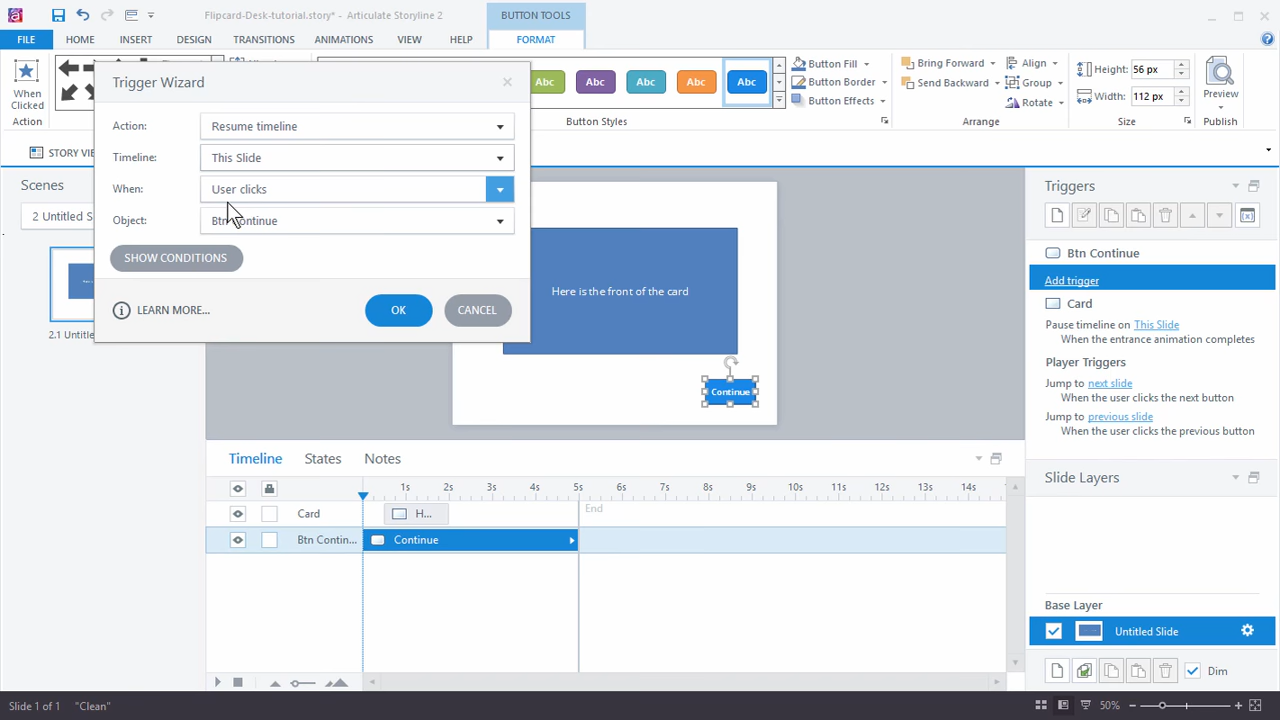 Flipcard-Desk-tutorial.story* - Articulate Storyline 2
BUTTON TOOLS
FILE HOME INSERT DESIGN TRANSITIONS ANIMATIONS VIEW HELP FORMAT
When
Clicked
Action
Abc Abc Abc Abc Abc
Button Fill
Button Border
Button Effects
Button Styles
Bring Forward
Send Backward
Align
Group
Rotate
Arrange
Height: 56 px
Width: 112 px
Size
Preview
Publish
STORY VIE
Scenes
2 Untitled S
2.1 Untitle
Trigger Wizard
Action: Resume timeline
Timeline: This Slide
When: User clicks
Object: Btn Continue
SHOW CONDITIONS
LEARN MORE...
OK
CANCEL
Here is the front of the card
Continue
Triggers
Btn Continue
Add trigger
Card
Pause timeline on This Slide
When the entrance animation completes
Player Triggers
Jump to next slide
When the user clicks the next button
Jump to previous slide
When the user clicks the previous button
Timeline States Notes
1s 2s 3s 4s 5s 6s 7s 8s 9s 10s 11s 12s 13s 14s
Card H... End
Btn Contin... Continue
Slide Layers
Base Layer
Untitled Slide
Dim
Slide 1 of 1 "Clean"
50%